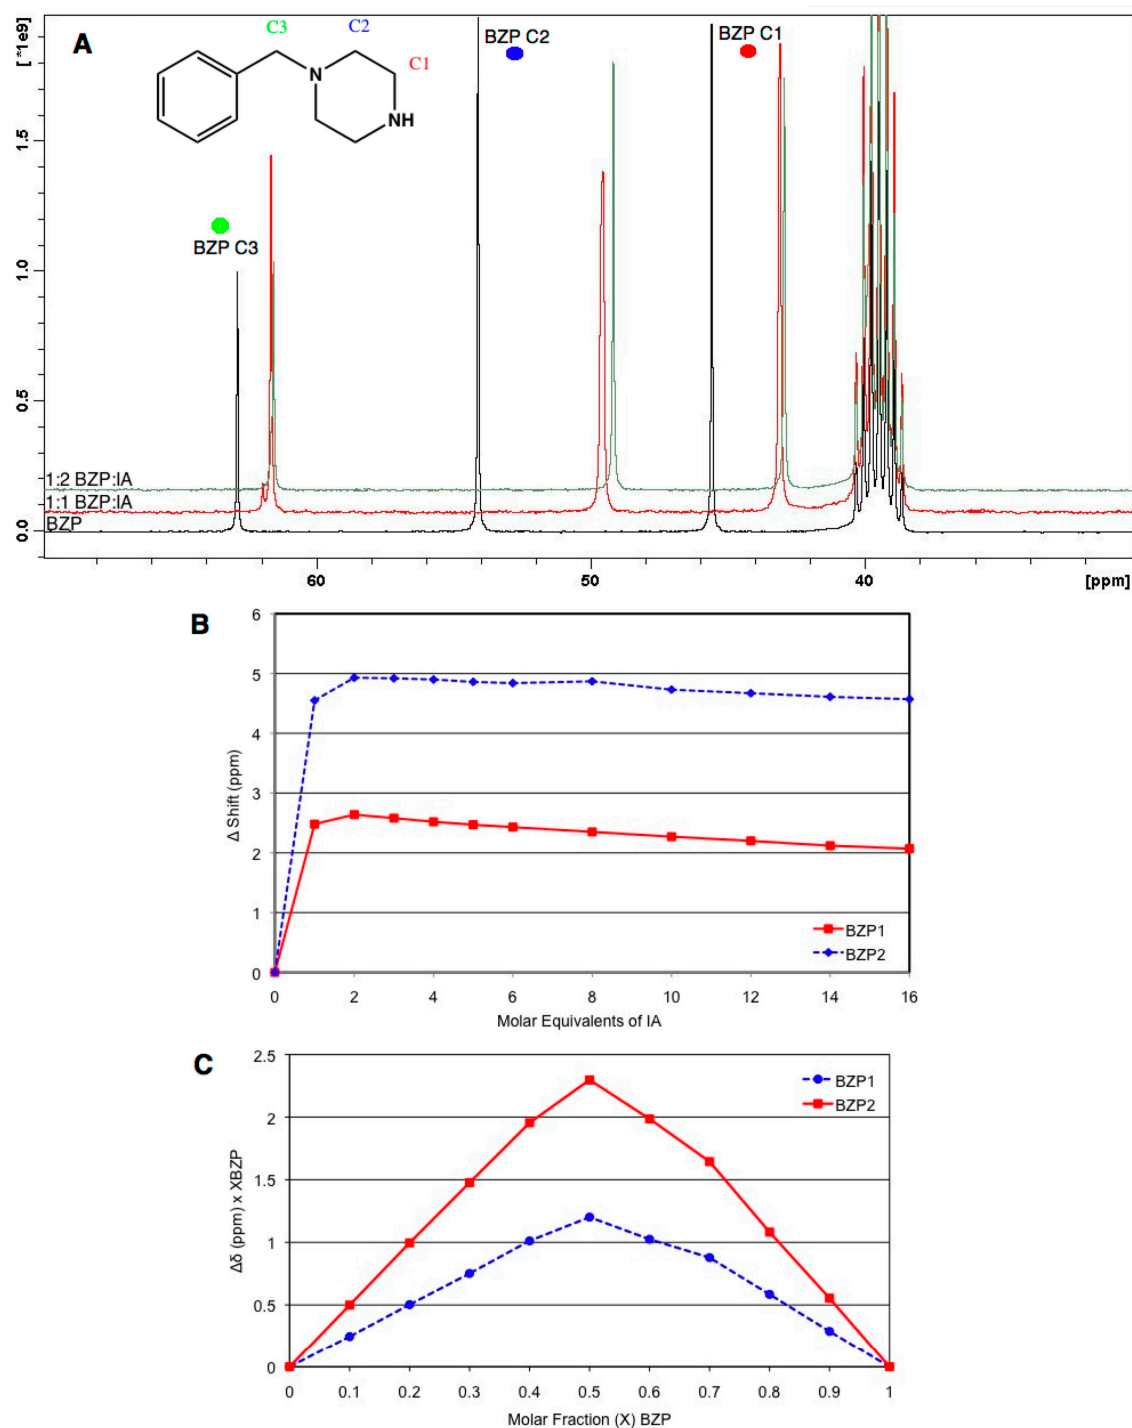 A
C3
C2
C1
N
NH
BZP C3
BZP C2
BZP C1
[*1e9]
1.5
1.0
0.5
0.0
1:2 BZP:IA
1:1 BZP:IA
BZP
60 50 40 [ppm]
B
6
5
4
3
2
1
0
Δ Shift (ppm)
BZP1
BZP2
0 2 4 6 8 10 12 14 16
Molar Equivalents of IA
C
2.5
2
1.5
1
0.5
0
Δδ (ppm) x XBZP
BZP1
BZP2
0 0.1 0.2 0.3 0.4 0.5 0.6 0.7 0.8 0.9 1
Molar Fraction (X) BZP